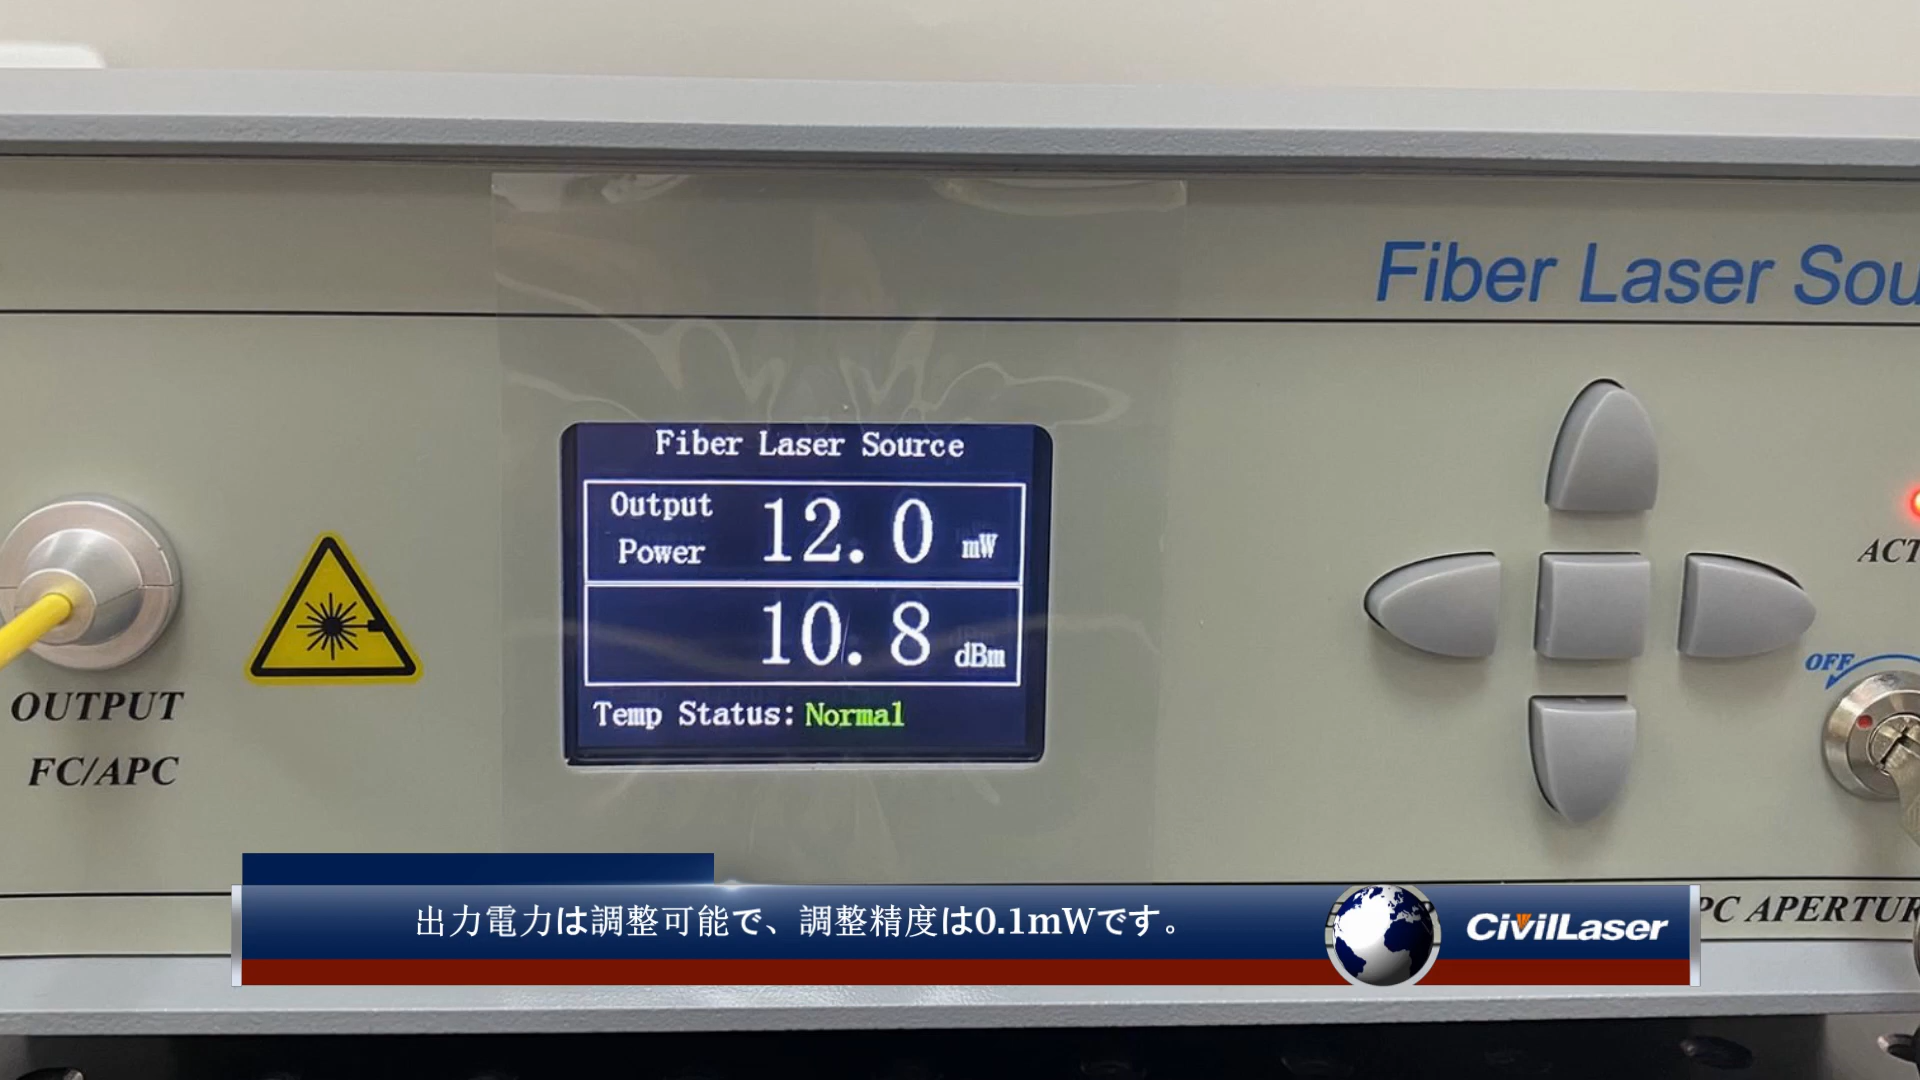 Fiber Laser Sou
Fiber Laser Source
Output
Power
12.0 mW
10.8 dBm
Temp Status: Normal
OUTPUT
FC/APC
ACT
OFF
PC APERTUR
出力電力は調整可能で、調整精度は0.1mWです。
CivilLaser